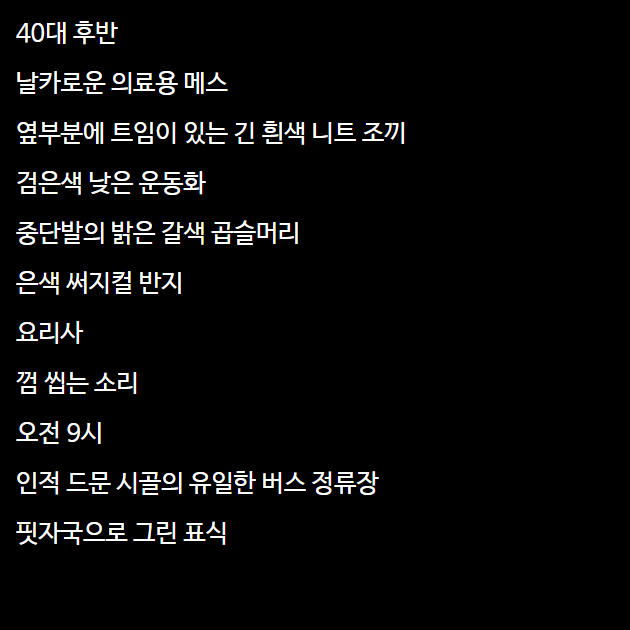 40대 후반
날카로운 의료용 메스
옆부분에 트임이 있는 긴 흰색 니트 조끼
검은색 낮은 운동화
중단발의 밝은 갈색 곱슬머리
은색 써지컬 반지
요리사
껌 씹는 소리
오전 9시
인적 드문 시골의 유일한 버스 정류장
핏자국으로 그린 표식